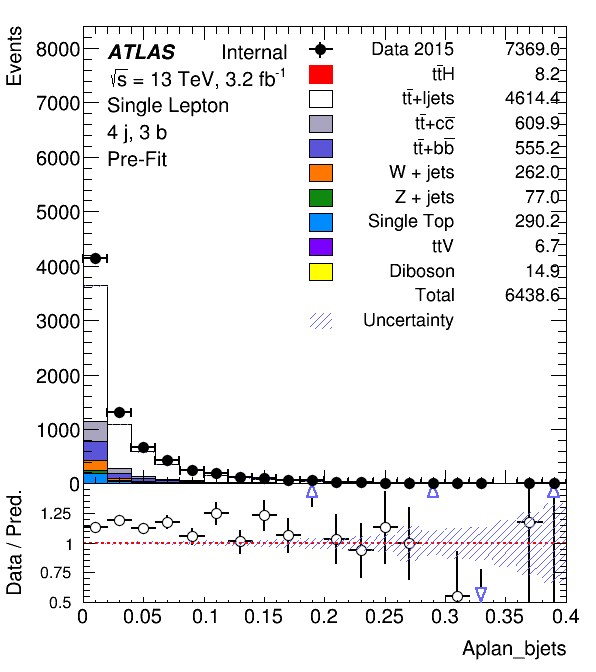 Events
8000
7000
6000
5000
4000
3000
2000
1000
0
ATLAS Internal
√s = 13 TeV, 3.2 fb⁻¹
Single Lepton
4 j, 3 b
Pre-Fit
Data 2015 7369.0
tt̄H 8.2
tt̄+ljets 4614.4
tt̄+cc̄ 609.9
tt̄+bb̄ 555.2
W + jets 262.0
Z + jets 77.0
Single Top 290.2
ttV 6.7
Diboson 14.9
Total 6438.6
Uncertainty
Data / Pred.
1.25
1
0.75
0.5
0 0.05 0.1 0.15 0.2 0.25 0.3 0.35 0.4
Aplan_bjets